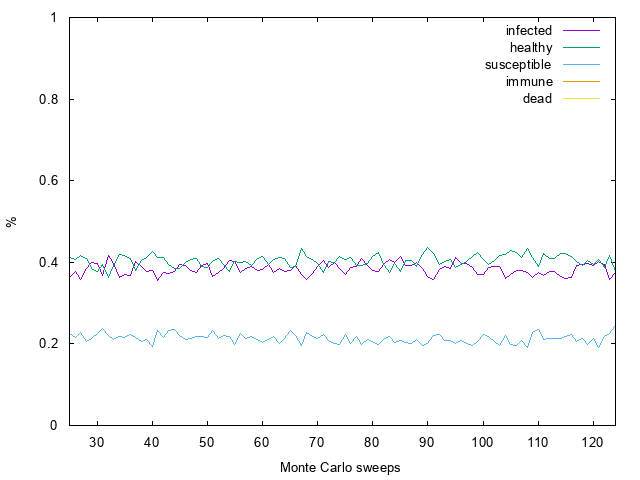 1
infected
healthy
susceptible
immune
dead
0.8
0.6
%
0.4
0.2
0
30 40 50 60 70 80 90 100 110 120
Monte Carlo sweeps